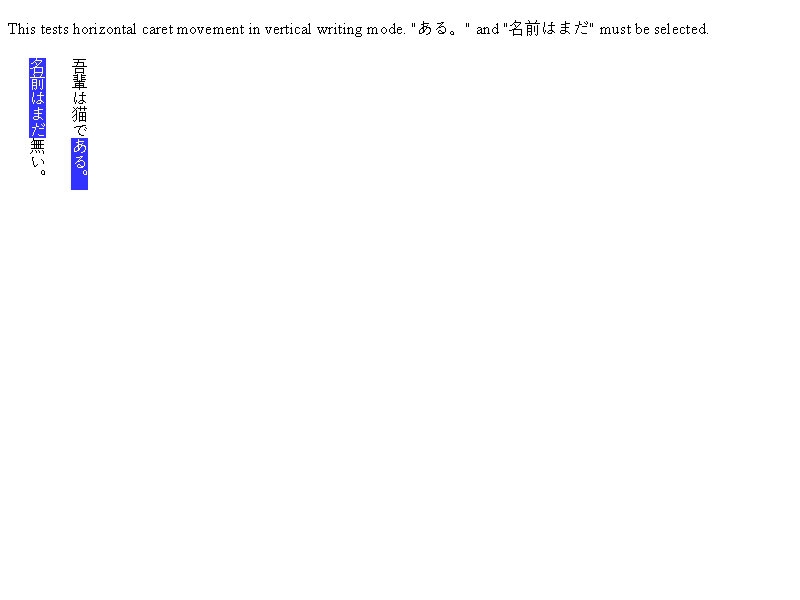 This tests horizontal caret movement in vertical writing mode. "ある。" and "名前はまだ" must be selected.
吾輩は猫である。
名前はまだ無い。